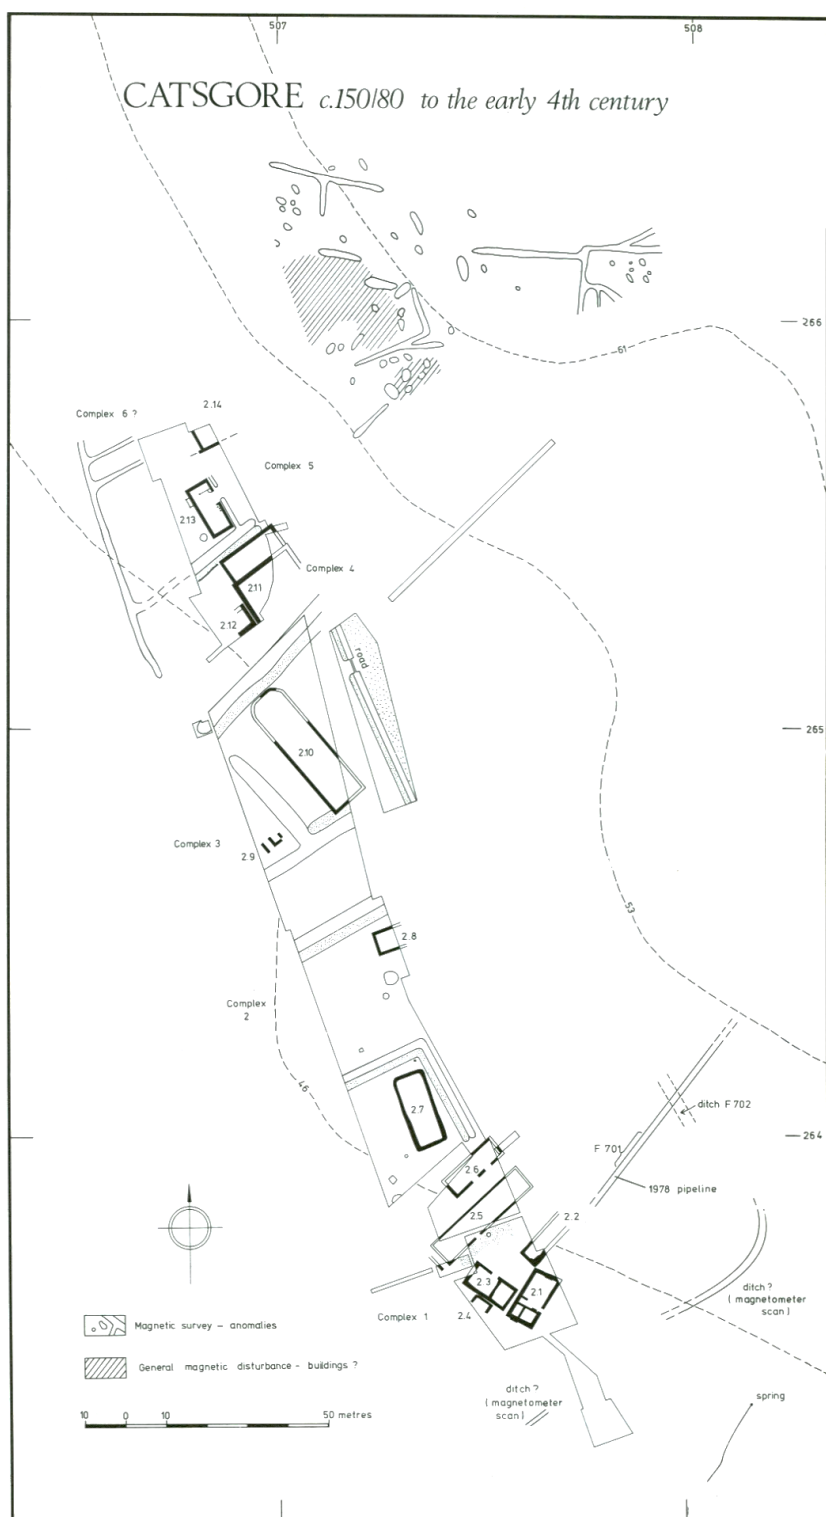 507
508
CATSGORE c.150/80 to the early 4th century
266
61
2.14
Complex 6 ?
Complex 5
2.13
Complex 4
2.11
2.12
road
265
2.10
Complex 3
2.9
53
2.8
Complex
2
46
2.7
ditch F 702
264
F 701
2.6
1978 pipeline
2.5
2.2
ditch ?
( magnetometer
scan )
2.3
2.1
2.4
Complex 1
Magnetic survey – anomalies
General magnetic disturbance – buildings ?
ditch ?
( magnetometer
scan )
spring
10 0 10 50 metres